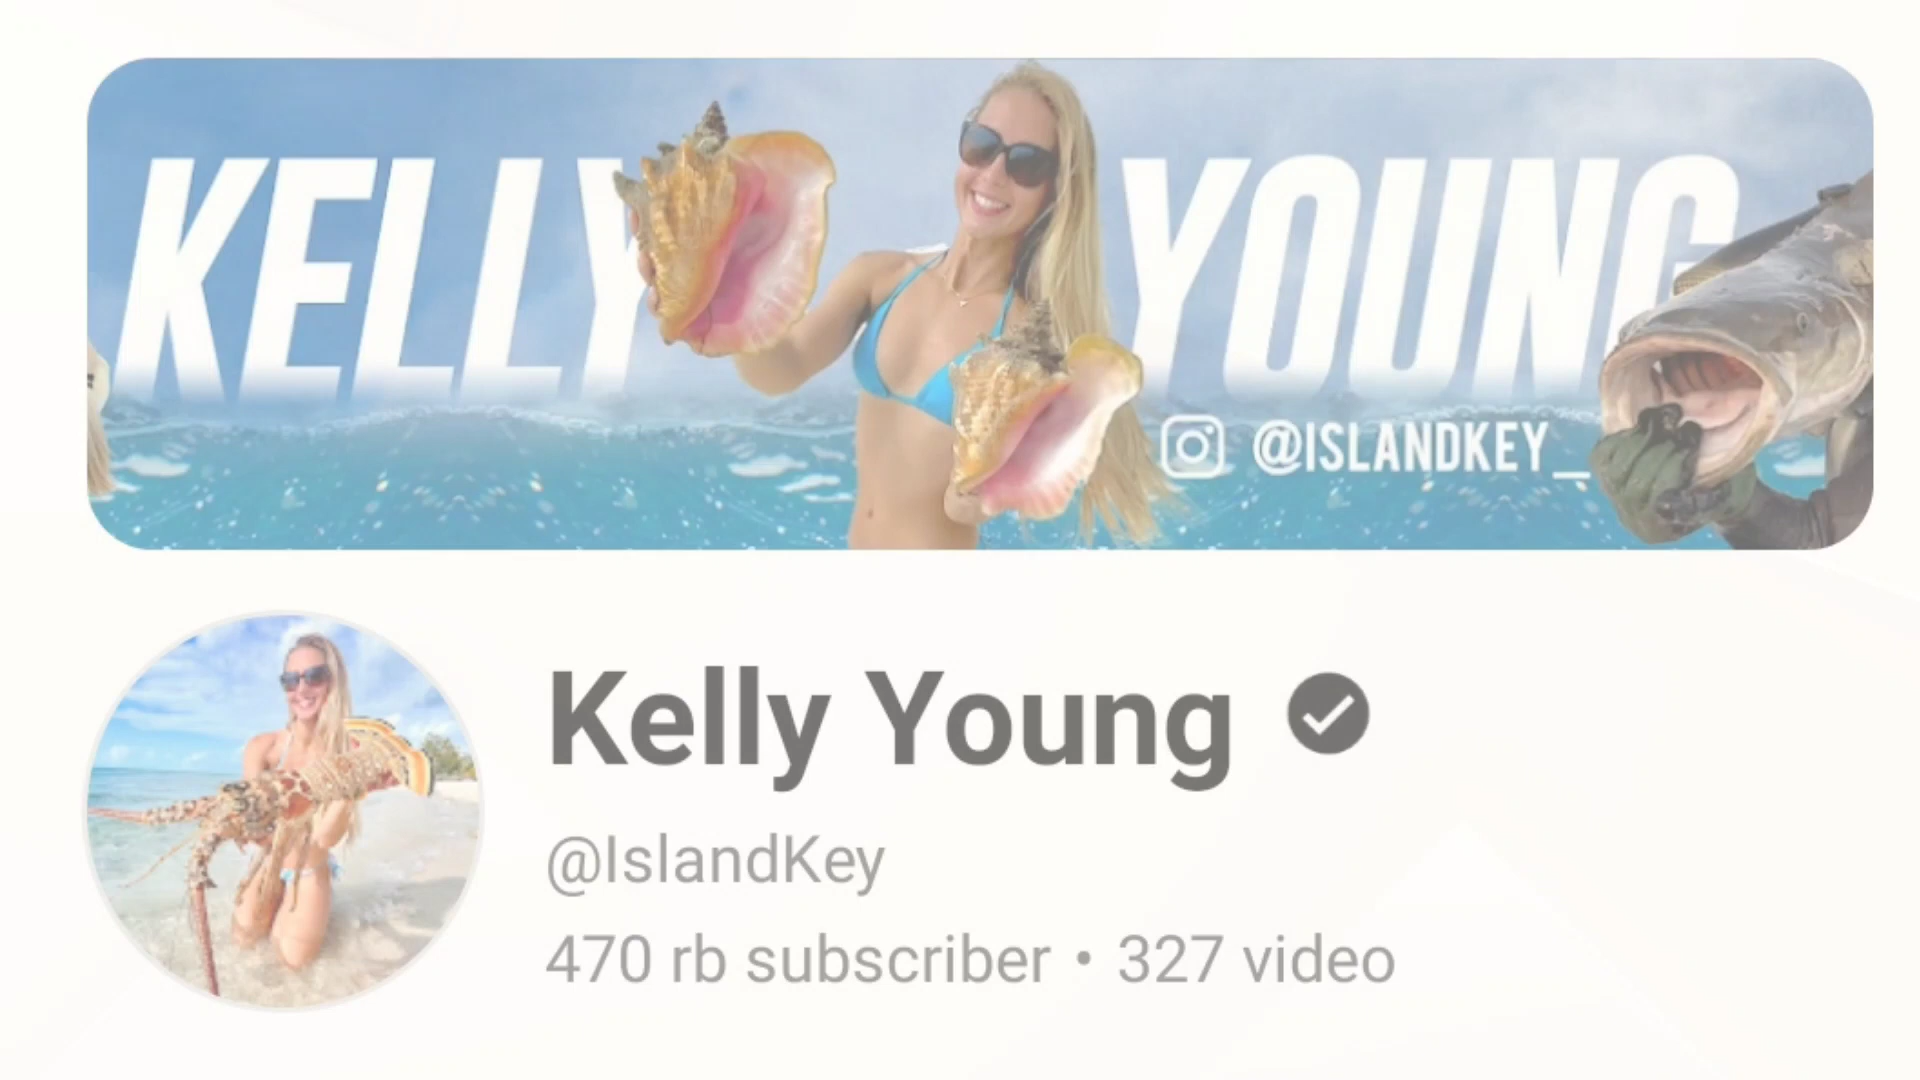 KELLY YOUNG
@ISLANDKEY_
Kelly Young
@IslandKey
470 rb subscriber • 327 video